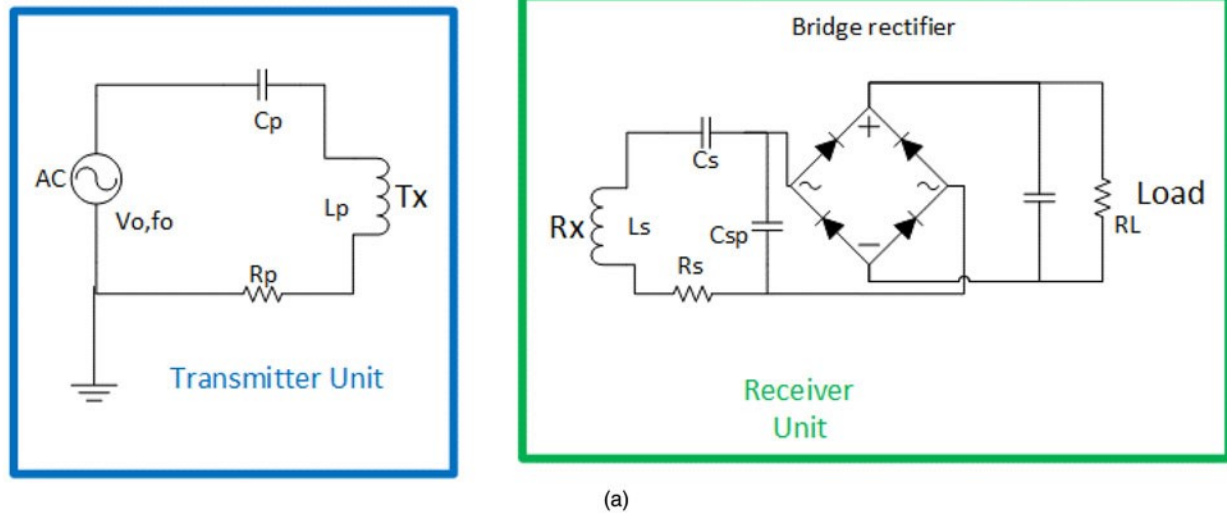 Cp
AC
Vo,fo
Lp
Tx
Rp
Transmitter Unit
Bridge rectifier
Cs
Rx
Ls
Csp
Rs
+
~
~
−
RL
Load
Receiver
Unit
(a)